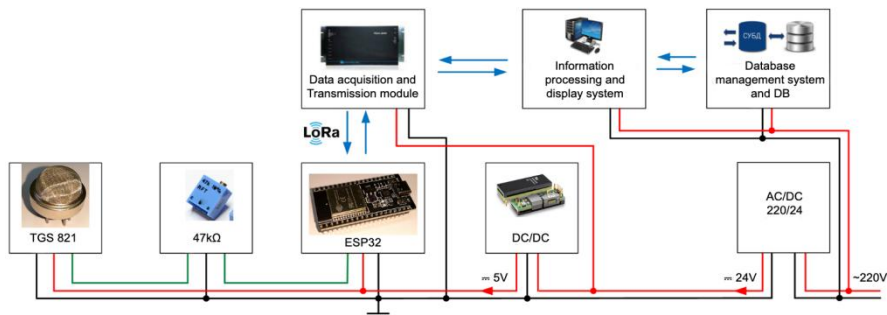 СУБД
Data acquisition and
Transmission module
Information
processing and
display system
Database
management system
and DB
LoRa
AC/DC
220/24
TGS 821
47kΩ
ESP32
DC/DC
⎓ 5V
⎓ 24V
~220V